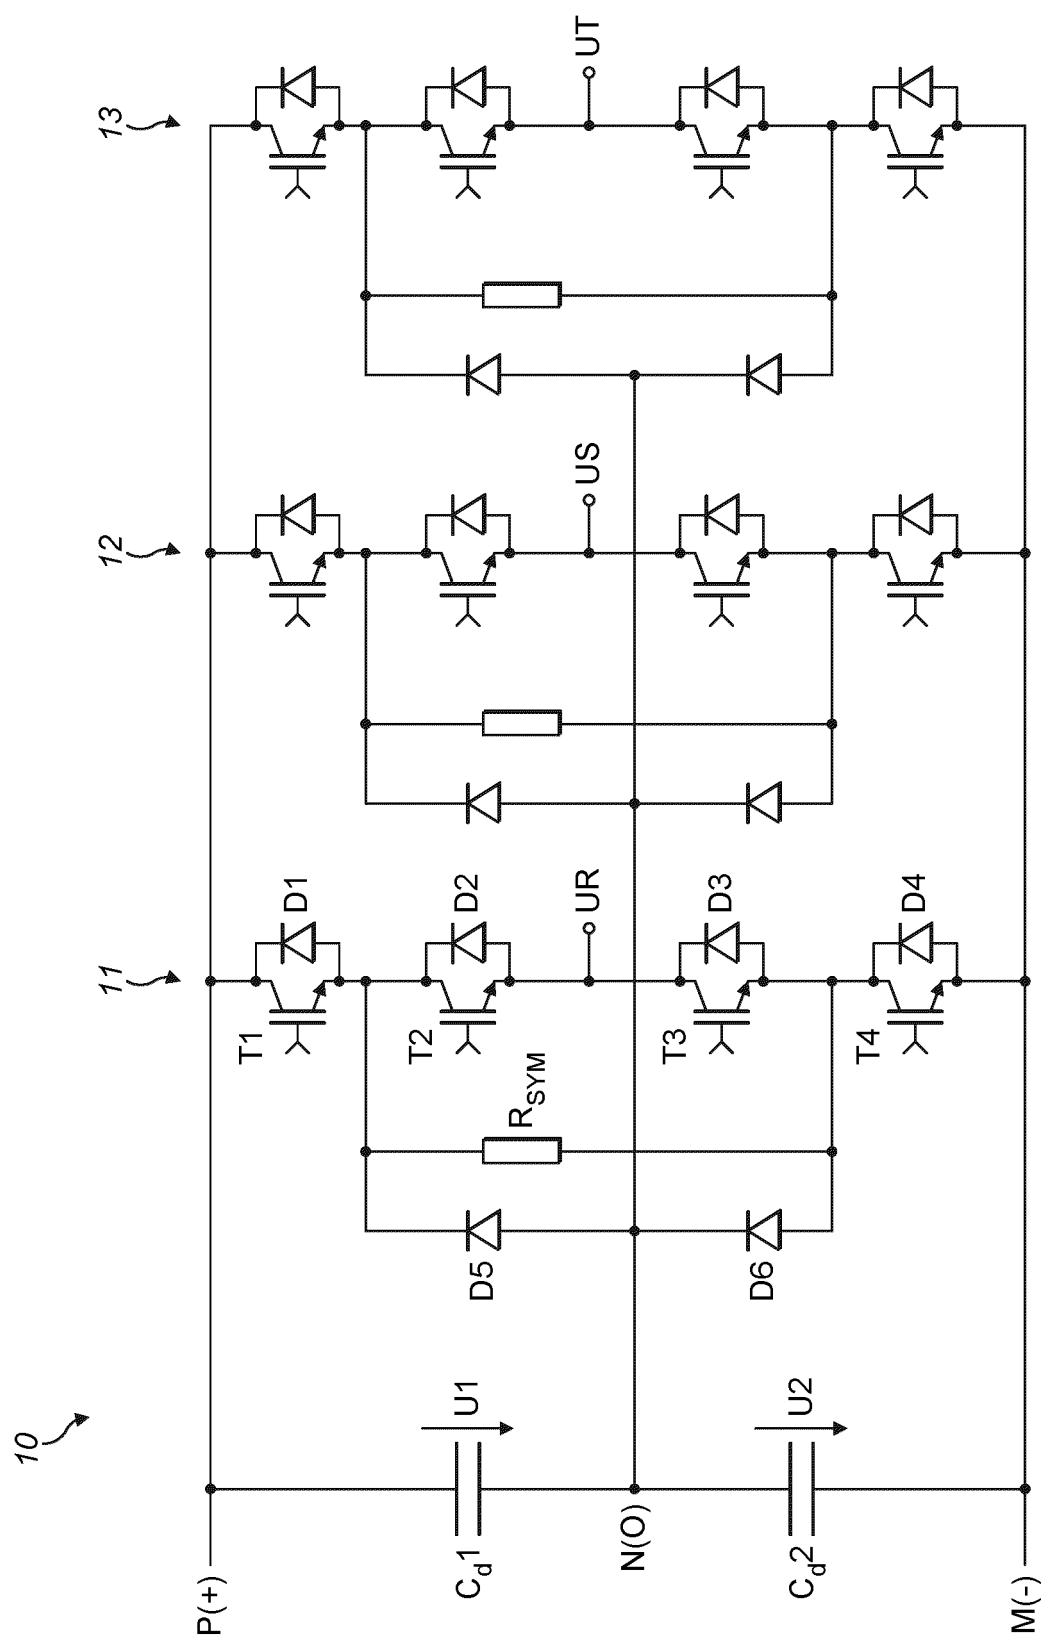 10
11
12
13
P(+)
Cd1
U1
N(O)
Cd2
U2
M(-)
D5
D6
RSYM
T1
D1
T2
D2
UR
T3
D3
T4
D4
US
UT